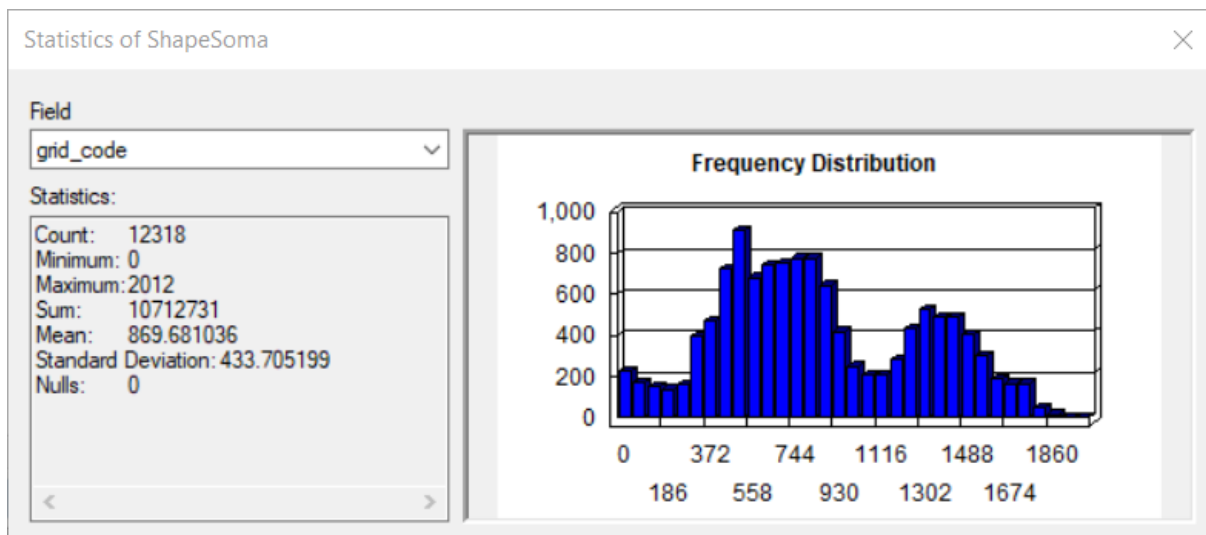 Statistics of ShapeSoma
Field
grid_code
Statistics:
Count: 12318
Minimum: 0
Maximum: 2012
Sum: 10712731
Mean: 869.681036
Standard Deviation: 433.705199
Nulls: 0
Frequency Distribution
1,000
800
600
400
200
0
0 372 744 1116 1488 1860
186 558 930 1302 1674